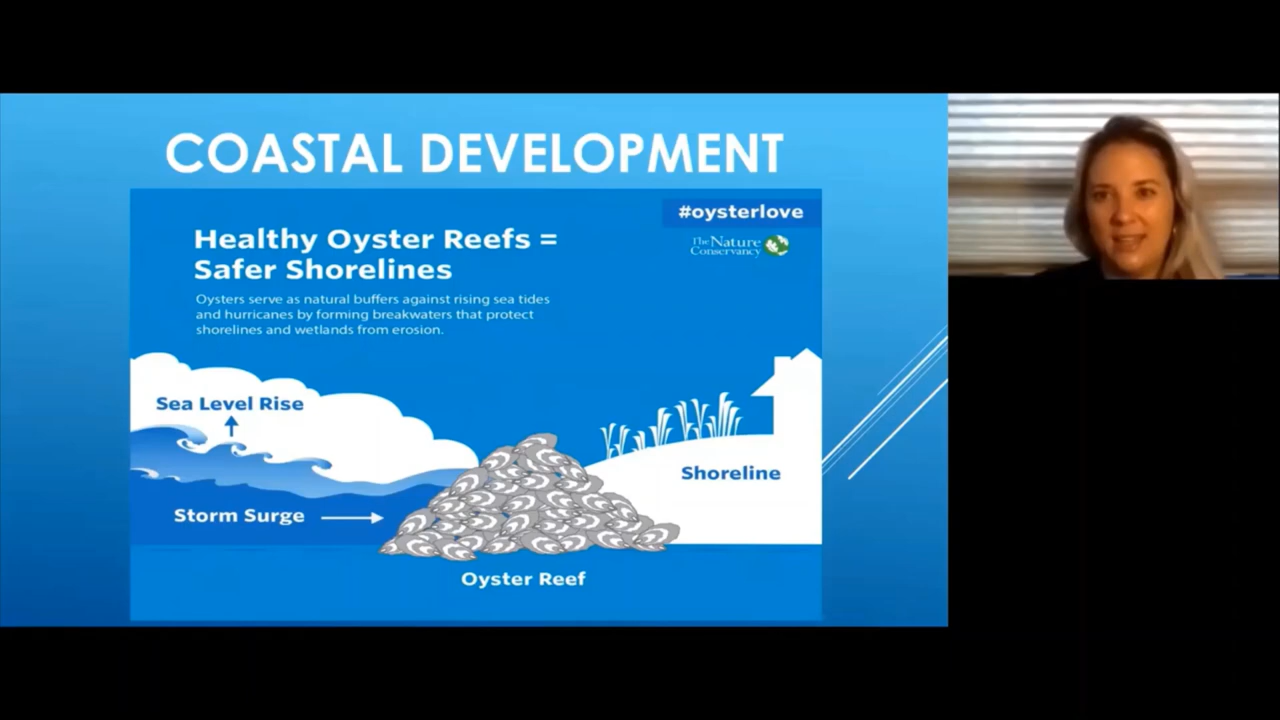 COASTAL DEVELOPMENT
#oysterlove
The Nature
Conservancy
Healthy Oyster Reefs =
Safer Shorelines
Oysters serve as natural buffers against rising sea tides
and hurricanes by forming breakwaters that protect
shorelines and wetlands from erosion.
Sea Level Rise
Shoreline
Storm Surge
Oyster Reef